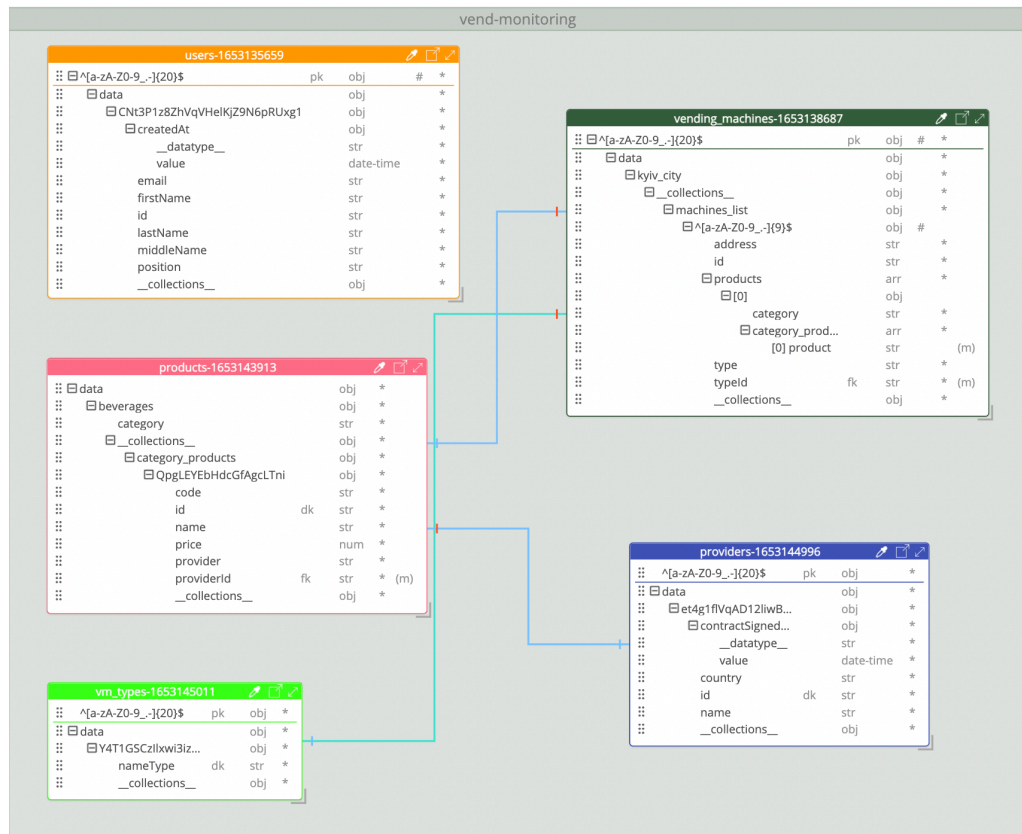 vend-monitoring
users-1653135659
^[a-zA-Z0-9_.-]{20}$ pk obj # *
data obj *
CNt3P1z8ZhVqVHelKjZ9N6pRUxg1 obj *
createdAt obj *
__datatype__ str *
value date-time *
email str *
firstName str *
id str *
lastName str *
middleName str *
position str *
__collections__ obj *
vending_machines-1653138687
^[a-zA-Z0-9_.-]{20}$ pk obj # *
data obj *
kyiv_city obj *
__collections__ obj *
machines_list obj *
^[a-zA-Z0-9_.-]{9}$ obj #
address str *
id str *
products arr *
[0] obj
category str *
category_prod... arr *
[0] product str (m)
type str *
typeId fk str * (m)
__collections__ obj *
products-1653143913
data obj *
beverages obj *
category str *
__collections__ obj *
category_products obj *
QpgLEYEbHdcGfAgcLTni obj *
code str *
id dk str *
name str *
price num *
provider str *
providerId fk str * (m)
__collections__ obj *
providers-1653144996
^[a-zA-Z0-9_.-]{20}$ pk obj *
data obj *
et4g1flVqAD12liwB... obj *
contractSigned... obj *
__datatype__ str *
value date-time *
country str *
id dk str *
name str *
__collections__ obj *
vm_types-1653145011
^[a-zA-Z0-9_.-]{20}$ pk obj *
data obj *
Y4T1GSCzIlxwi3iz... obj *
nameType dk str *
__collections__ obj *